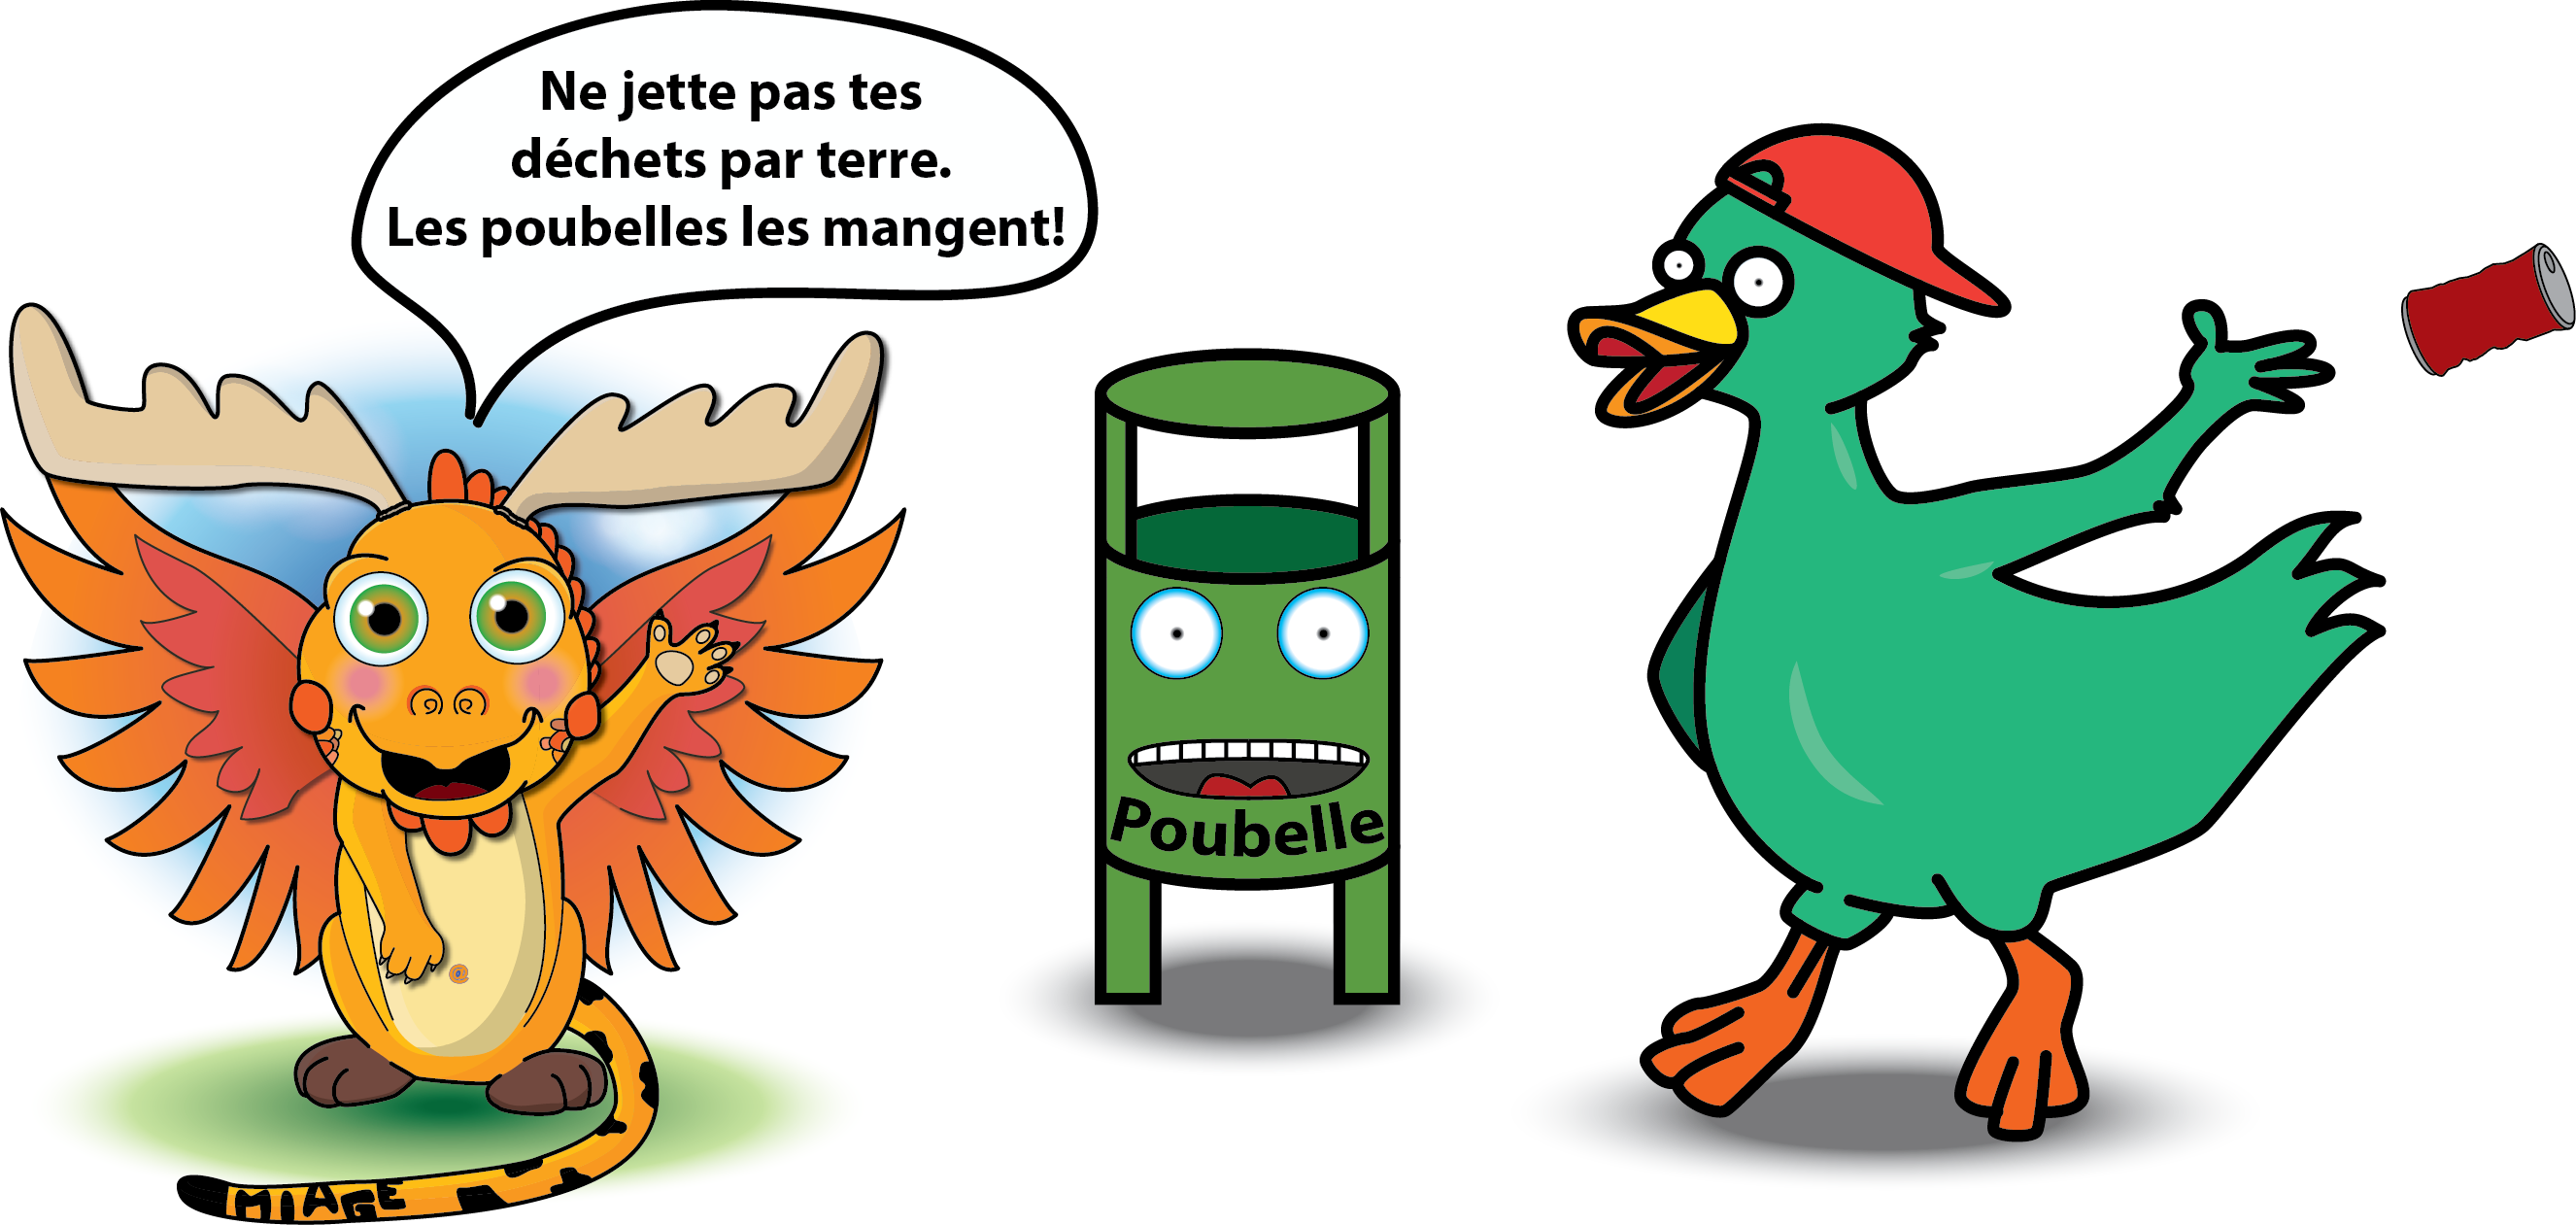 Ne jette pas tes
déchets par terre.
Les poubelles les mangent!
Poubelle
@
MIAGE